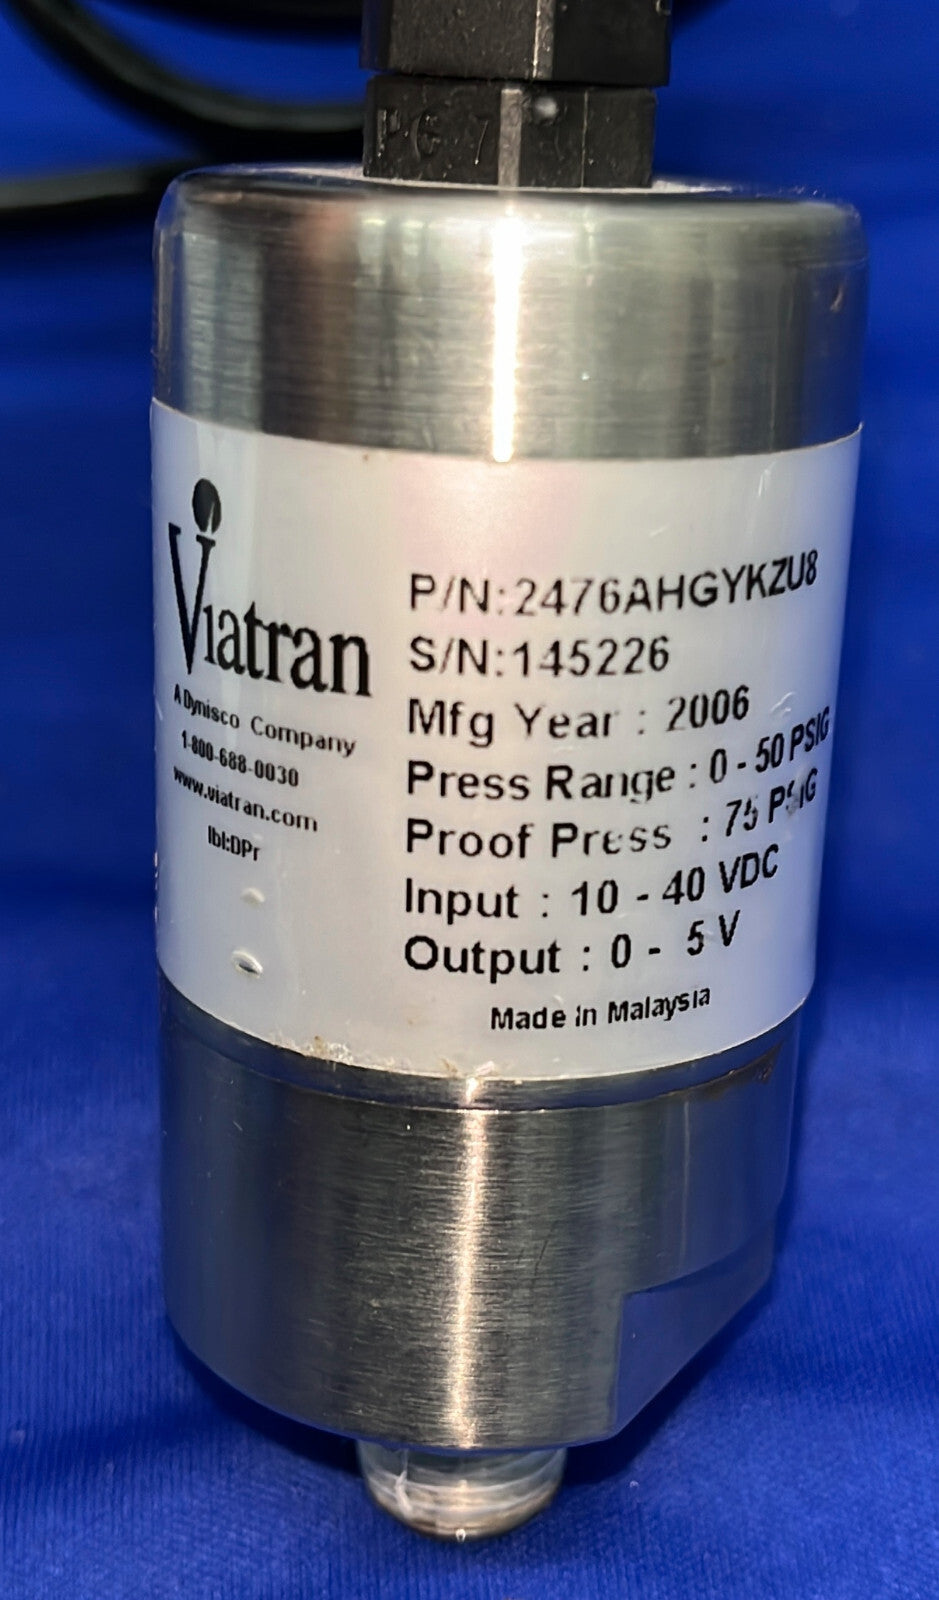 PG 7
Viatran
A Dynisco Company
1-800-688-0030
www.viatran.com
lbl:DPr
P/N:2476AHGYKZU8
S/N:145226
Mfg Year : 2006
Press Range : 0 - 50 PSIG
Proof Press : 75 PSIG
Input : 10 - 40 VDC
Output : 0 - 5 V
Made in Malaysia